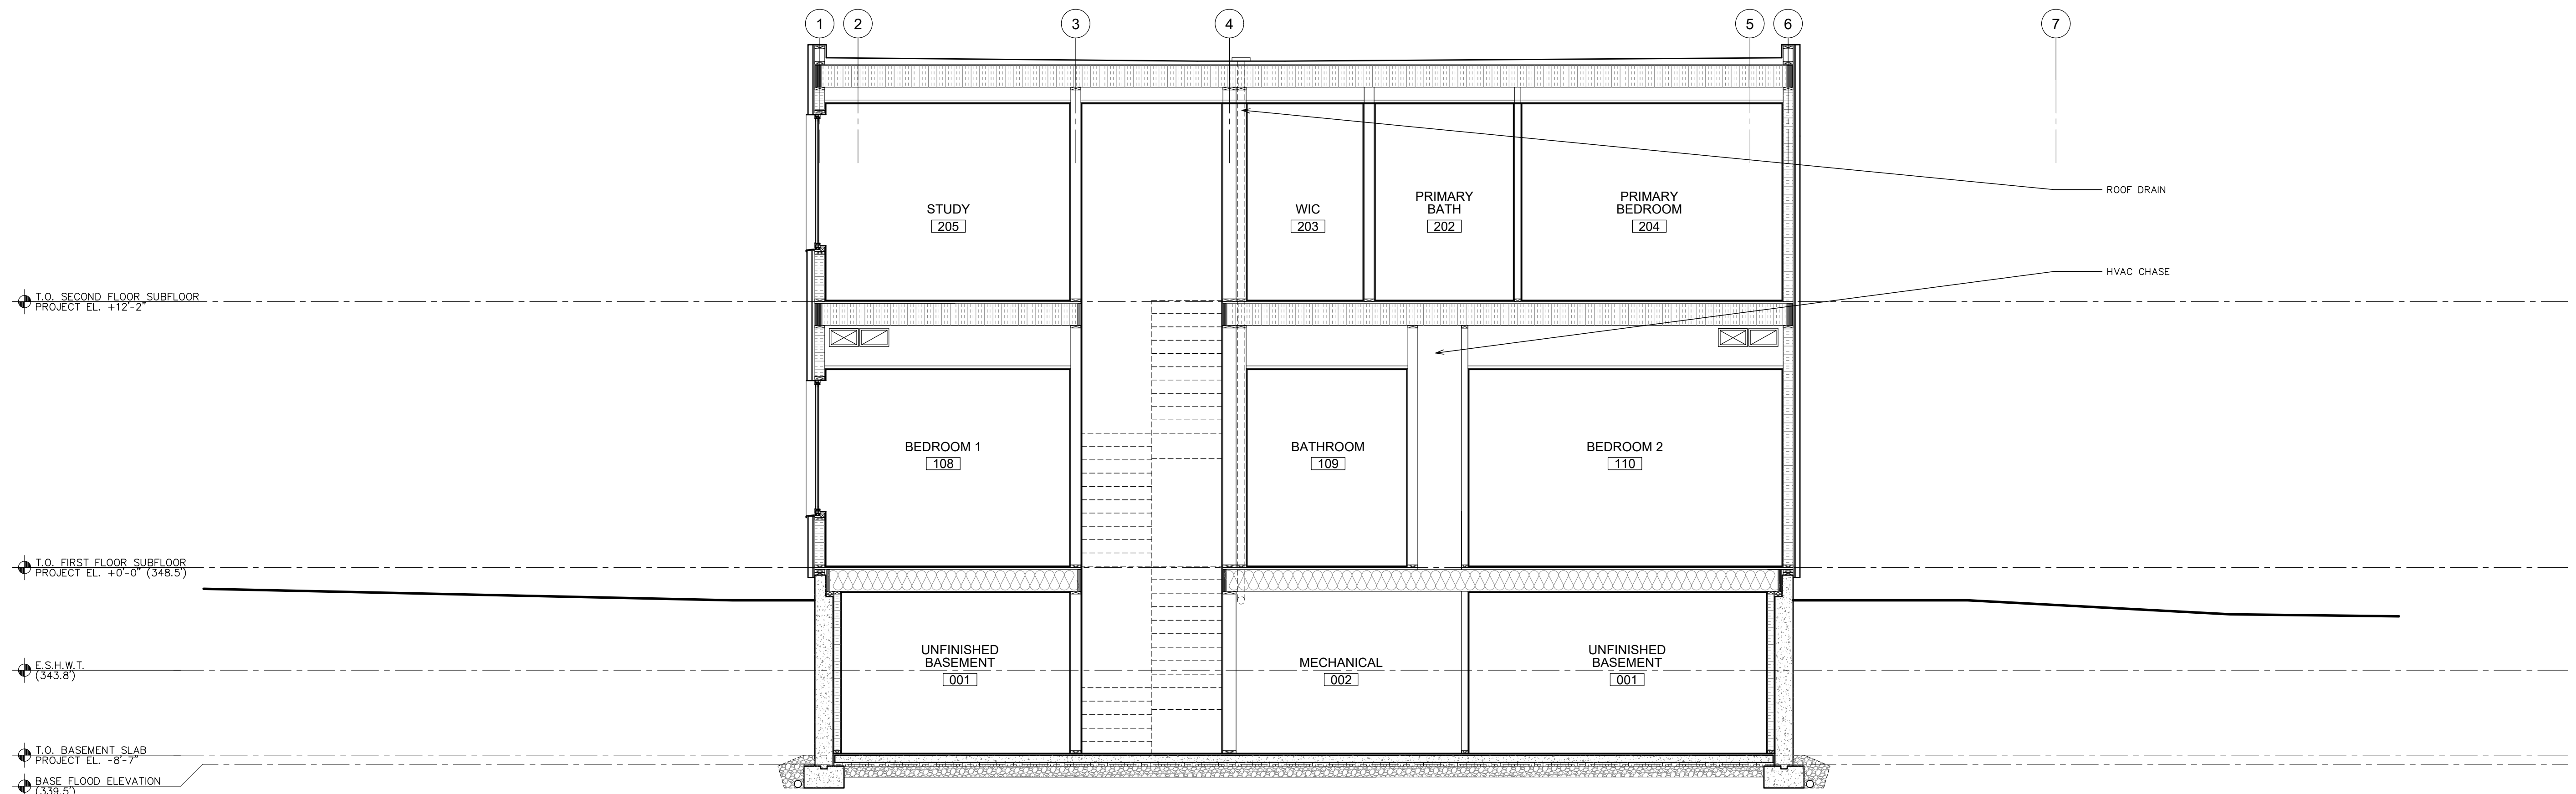 1
2
3
4
5
6
7
ROOF DRAIN
STUDY
205
WIC
203
PRIMARY
BATH
202
PRIMARY
BEDROOM
204
HVAC CHASE
T.O. SECOND FLOOR SUBFLOOR
PROJECT EL. +12'-2"
BEDROOM 1
108
BATHROOM
109
BEDROOM 2
110
T.O. FIRST FLOOR SUBFLOOR
PROJECT EL. +0'-0" (348.5')
UNFINISHED
BASEMENT
001
MECHANICAL
002
UNFINISHED
BASEMENT
001
E.S.H.W.T.
(343.8')
T.O. BASEMENT SLAB
PROJECT EL. -8'-7"
BASE FLOOD ELEVATION
(339.5')